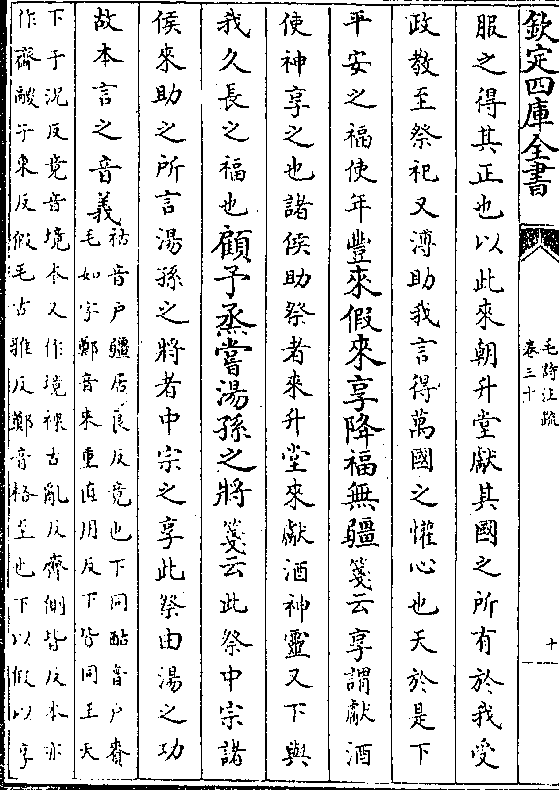 欽定四庫全書
毛詩注疏
卷三十
十
服之得其正也以此來朝升堂獻其國之所有於我受
政教至祭祀又溥助我言得萬國之懽心也天於是下
平安之福使年豐來假來享降福無疆箋云享謂獻酒
使神享之也諸侯助祭者來升堂來獻酒神靈又下與
我久長之福也顧予烝嘗湯孫之將箋云此祭中宗諸
侯來助之所言湯孫之將者中宗之享此祭由湯之功
故本言之音義
祜音户疆居良反竟也下同酤音户賚
毛如字鄭音來重直用反下皆同王天
下于況反竟音境本又作境祼古亂反齊側皆反本亦
作齋鬷子東反假毛古雅反鄭音格至也下以假以享